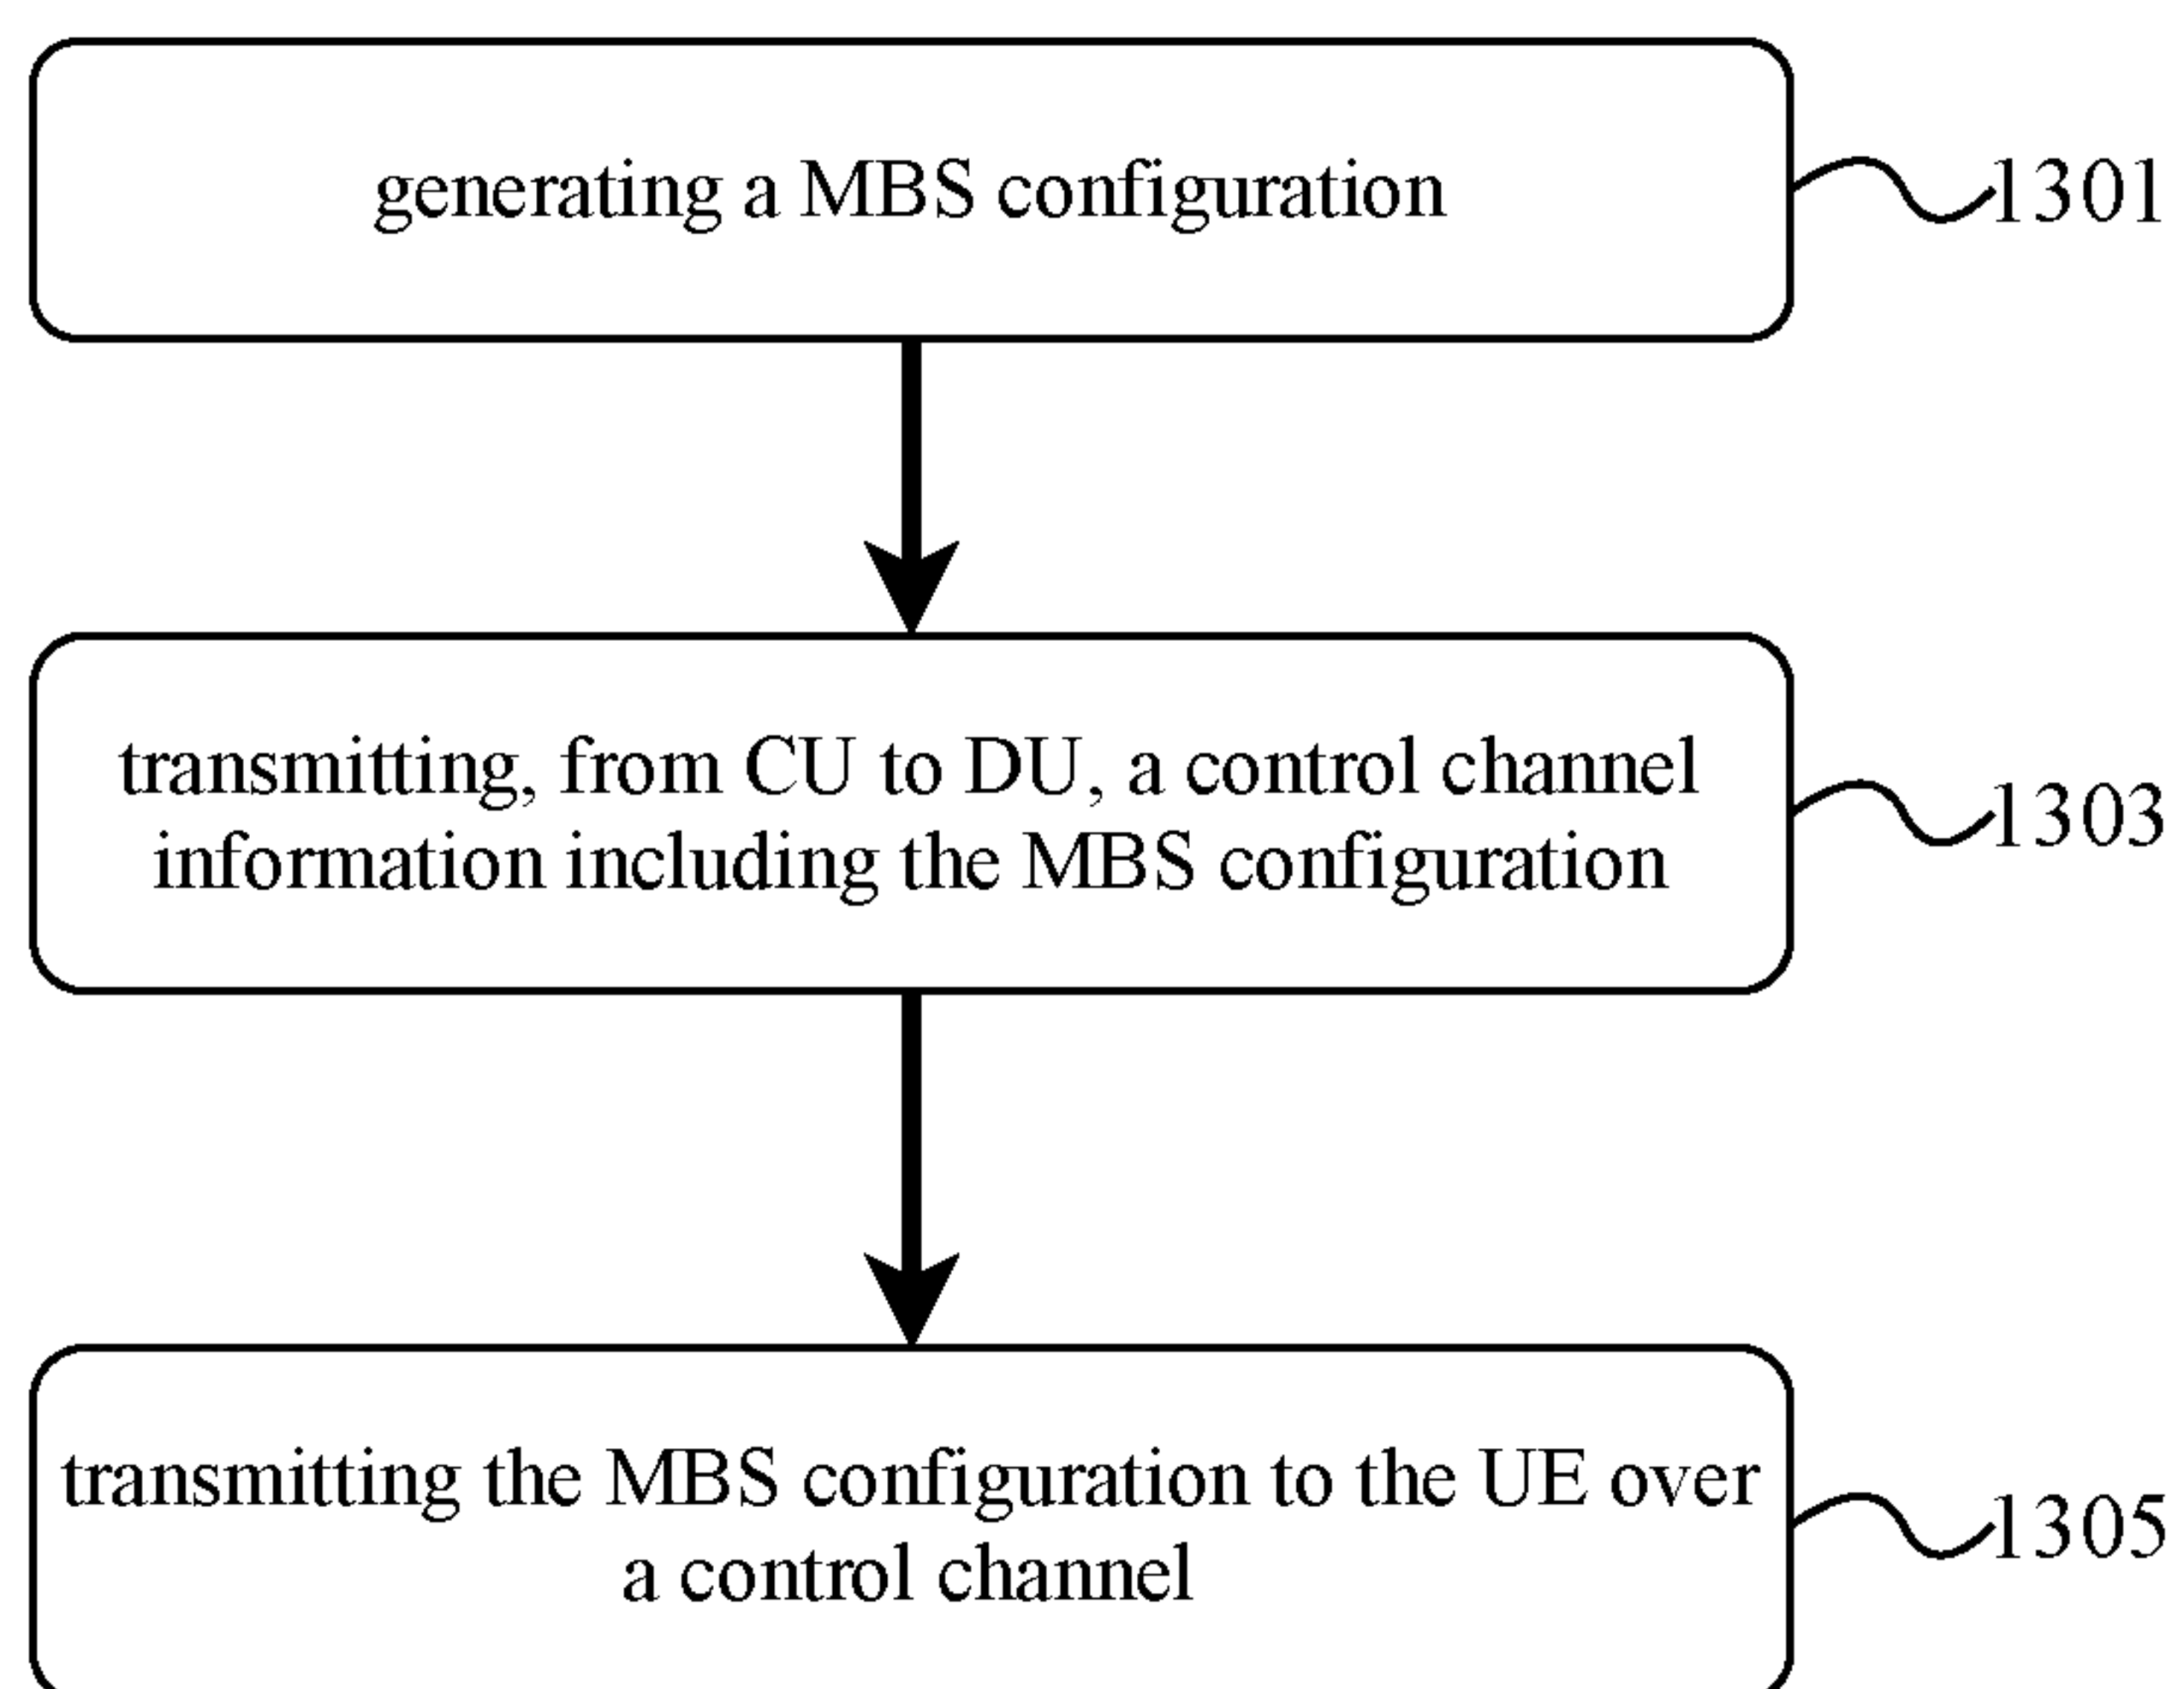 generating a MBS configuration
1301
transmitting, from CU to DU, a control channel
information including the MBS configuration
1303
transmitting the MBS configuration to the UE over
a control channel
1305